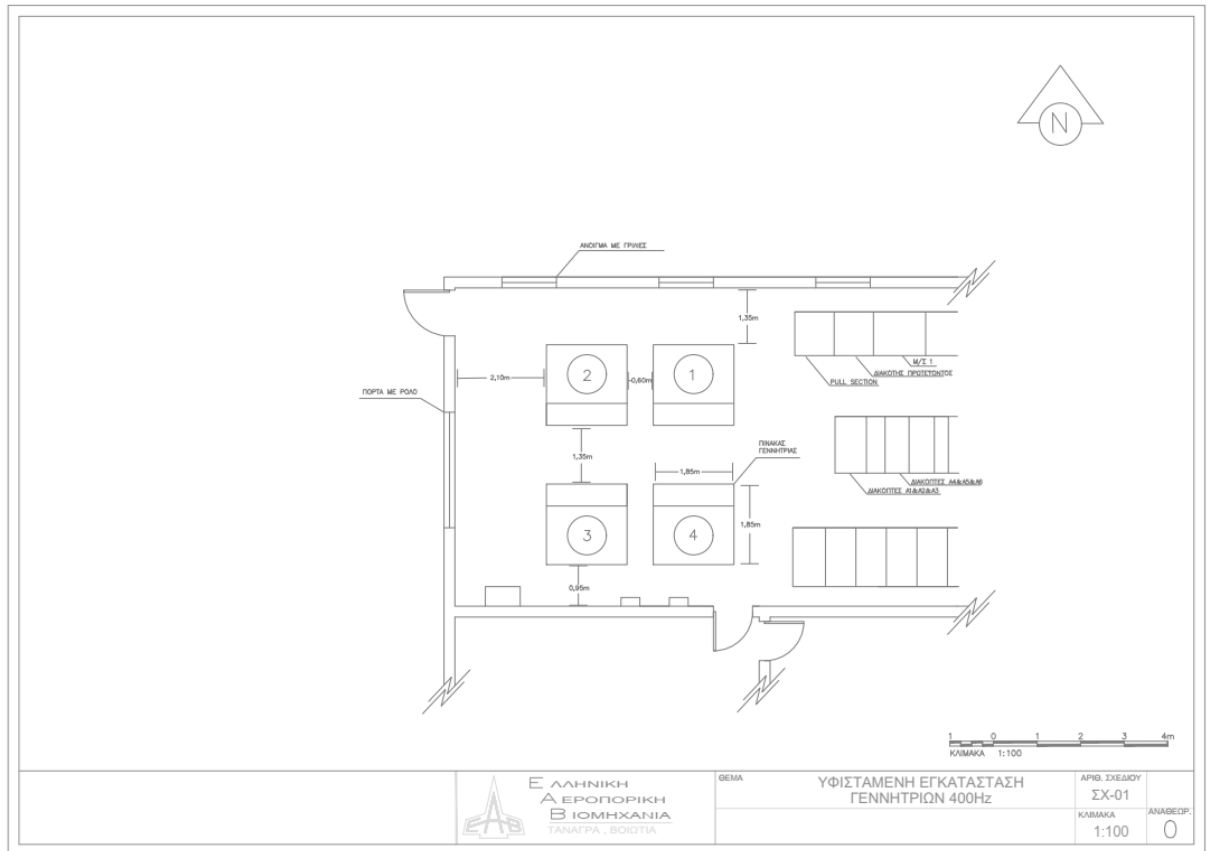 N
ΑΝΟΙΓΜΑ ΜΕ ΓΡΙΛΙΕΣ
1,35m
Μ/Σ 1
ΔΙΑΚΟΠΗΣ ΠΡΩΤΕΥΟΝΤΟΣ
PULL SECTION
2,10m
2
0,60m
1
ΠΟΡΤΑ ΜΕ ΡΟΛΟ
1,35m
ΠΙΝΑΚΑΣ
ΓΕΝΝΗΤΡΙΑΣ
1,85m
ΔΙΑΚΟΠΤΕΣ Α4&Α5&Α6
ΔΙΑΚΟΠΤΕΣ Α1&Α2&Α3
3
4
1,85m
0,95m
1 0 1 2 3 4m
ΚΛΙΜΑΚΑ 1:100
Ε ΛΛΗΝΙΚΗ
Α ΕΡΟΠΟΡΙΚΗ
Β ΙΟΜΗΧΑΝΙΑ
ΤΑΝΑΓΡΑ , ΒΟΙΩΤΙΑ
ΕΑΒ
ΘΕΜΑ
ΥΦΙΣΤΑΜΕΝΗ ΕΓΚΑΤΑΣΤΑΣΗ
ΓΕΝΝΗΤΡΙΩΝ 400Hz
ΑΡΙΘ. ΣΧΕΔΙΟΥ
ΣΧ-01
ΚΛΙΜΑΚΑ
1:100
ΑΝΑΘΕΩΡ.
0